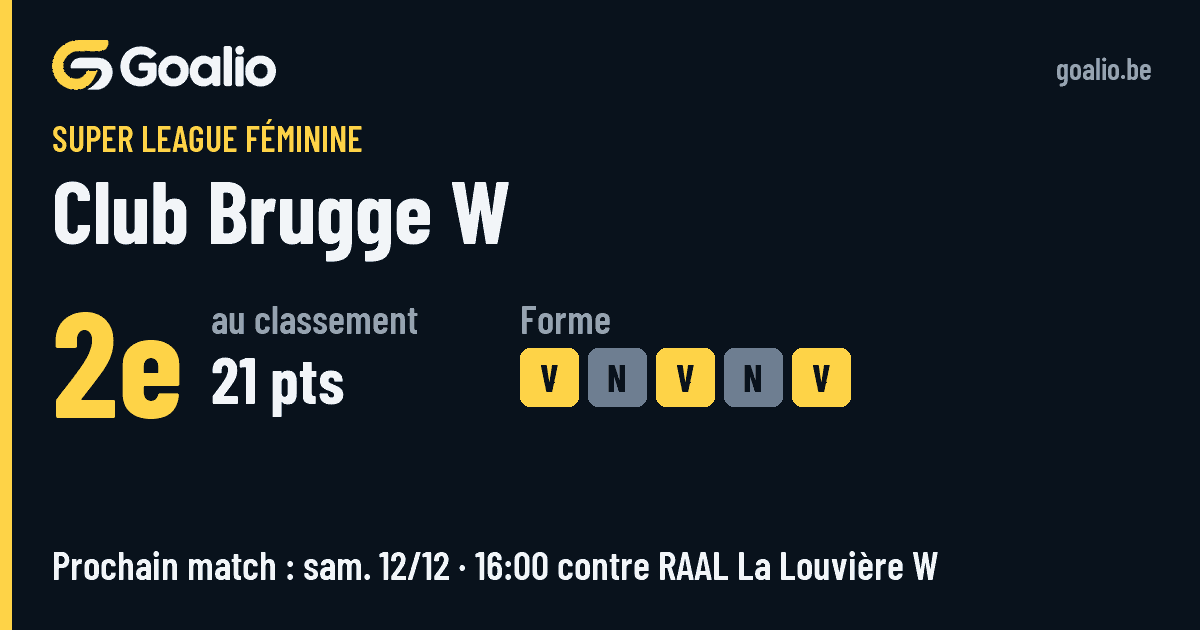 Goalio
goalio.be
SUPER LEAGUE FÉMININE
Club Brugge W
2e
au classement
21 pts
Forme
V N V N V
Prochain match : sam. 12/12 · 16:00 contre RAAL La Louvière W